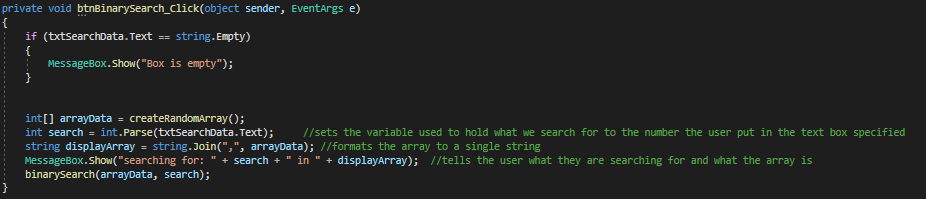 private void btnBinarySearch_Click(object sender, EventArgs e)
{
if (txtSearchData.Text == string.Empty)
{
MessageBox.Show("Box is empty");
}
int[] arrayData = createRandomArray();
int search = int.Parse(txtSearchData.Text); //sets the variable used to hold what we search for to the number the user put in the text box specified
string displayArray = string.Join(",", arrayData); //formats the array to a single string
MessageBox.Show("searching for: " + search + " in " + displayArray); //tells the user what they are searching for and what the array is
binarySearch(arrayData, search);
}